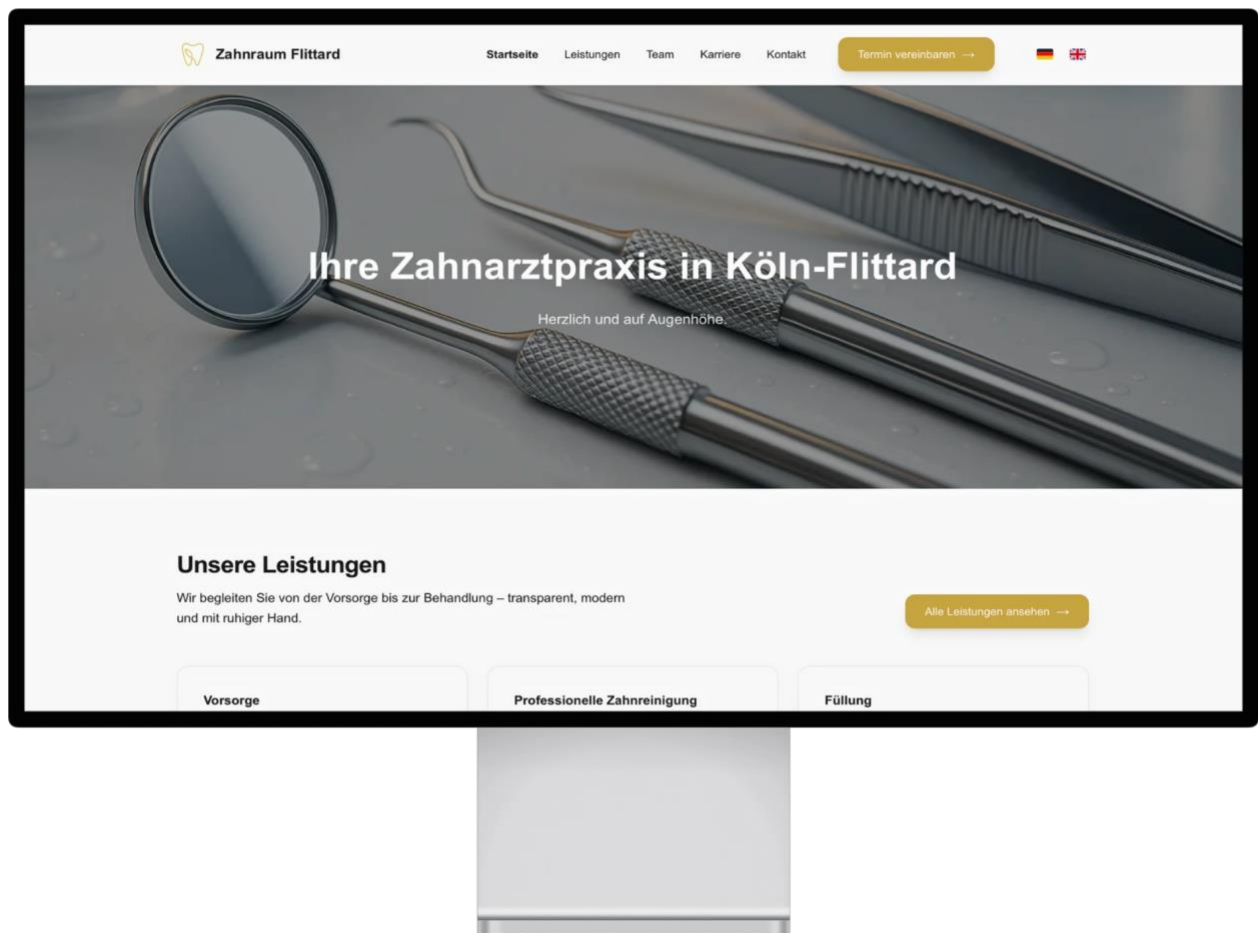 Zahnraum Flittard
Startseite
Leistungen
Team
Karriere
Kontakt
Termin vereinbaren →
Ihre Zahnarztpraxis in Köln-Flittard
Herzlich und auf Augenhöhe.
Unsere Leistungen
Wir begleiten Sie von der Vorsorge bis zur Behandlung – transparent, modern
und mit ruhiger Hand.
Alle Leistungen ansehen →
Vorsorge
Professionelle Zahnreinigung
Füllung